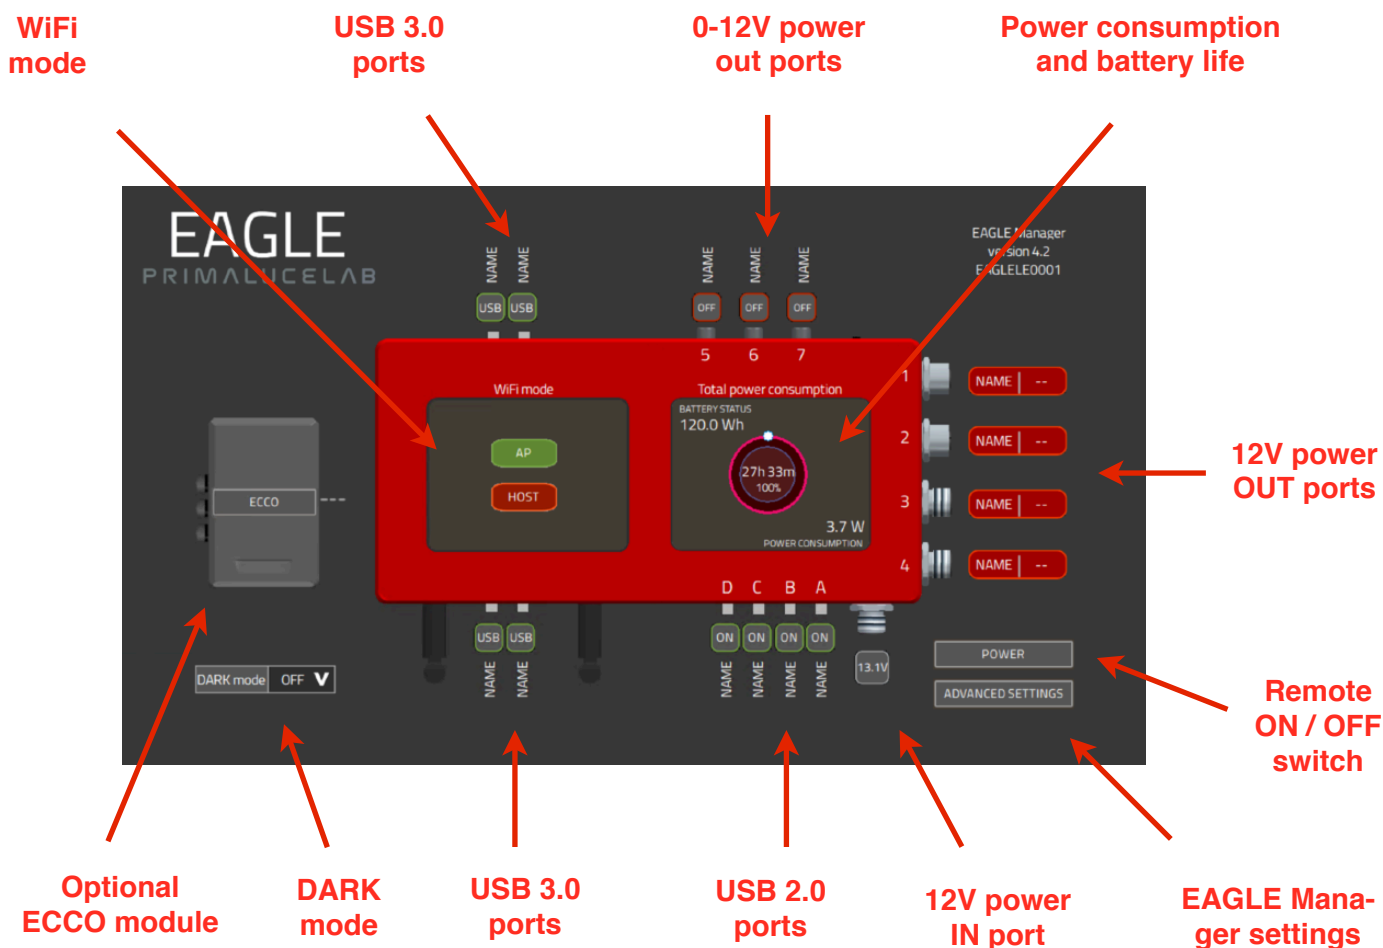 WiFi
mode
USB 3.0
ports
0-12V power
out ports
Power consumption
and battery life
EAGLE
PRIMALUCELAB
NAME
NAME
USB
USB
NAME
NAME
NAME
OFF
OFF
OFF
5
6
7
EAGLE Manager
version 4.2
EAGLELE0001
WiFi mode
AP
HOST
Total power consumption
BATTERY STATUS
120.0 Wh
27h 33m
100%
3.7 W
POWER CONSUMPTION
1
NAME --
2
NAME --
3
NAME --
4
NAME --
12V power
OUT ports
ECCO
---
D C B A
USB
USB
NAME
NAME
ON
ON
ON
ON
NAME
NAME
NAME
NAME
13.1V
DARK mode OFF
POWER
ADVANCED SETTINGS
Remote
ON / OFF
switch
Optional
ECCO module
DARK
mode
USB 3.0
ports
USB 2.0
ports
12V power
IN port
EAGLE Mana-
ger settings